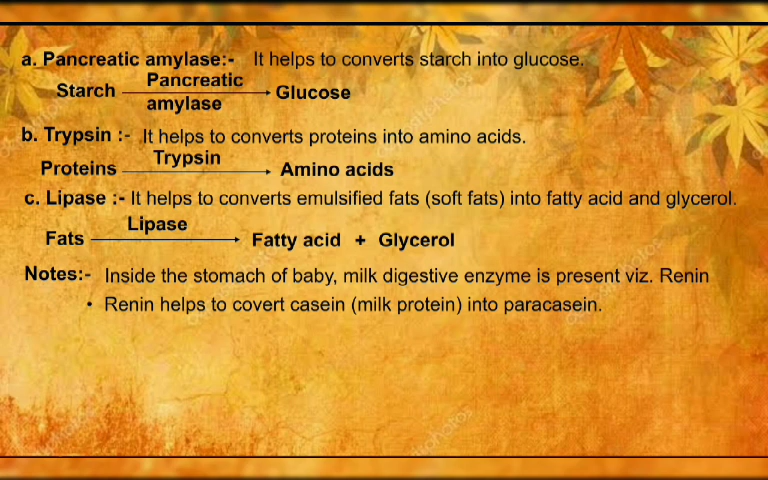 a. Pancreatic amylase:- It helps to converts starch into glucose.
Starch Pancreatic amylase Glucose
b. Trypsin :- It helps to converts proteins into amino acids.
Proteins Trypsin Amino acids
c. Lipase :- It helps to converts emulsified fats (soft fats) into fatty acid and glycerol.
Fats Lipase Fatty acid + Glycerol
Notes:- Inside the stomach of baby, milk digestive enzyme is present viz. Renin
• Renin helps to covert casein (milk protein) into paracasein.